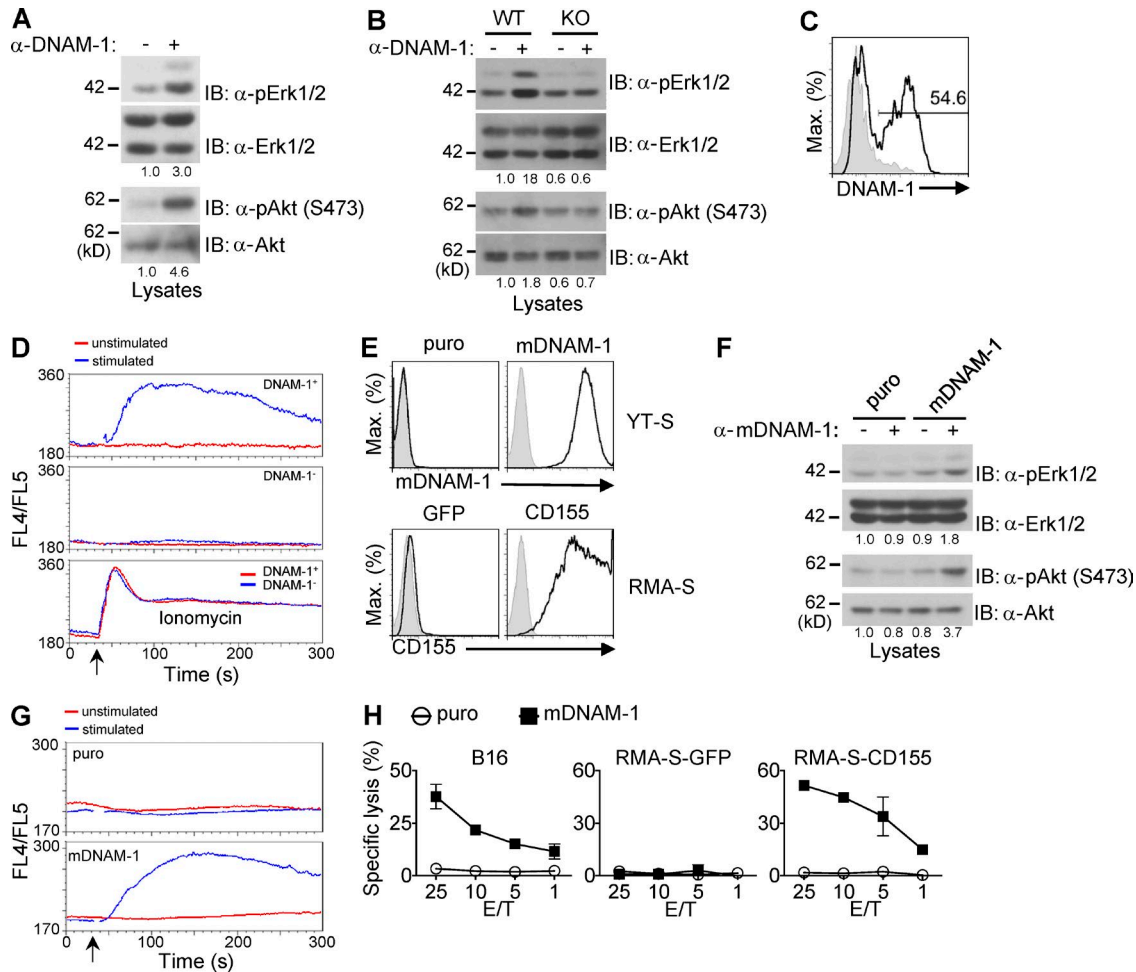 A
α-DNAM-1: - +
42 IB: α-pErk1/2
42 IB: α-Erk1/2
1.0 3.0
62 IB: α-pAkt (S473)
62
(kD) IB: α-Akt
1.0 4.6
Lysates
B
WT KO
α-DNAM-1: - + - +
42 IB: α-pErk1/2
42 IB: α-Erk1/2
1.0 18 0.6 0.6
62 IB: α-pAkt (S473)
62
(kD) IB: α-Akt
1.0 1.8 0.6 0.7
Lysates
C
Max. (%)
54.6
DNAM-1
D
unstimulated
stimulated
360
DNAM-1⁺
180
360
DNAM-1⁻
180
360
DNAM-1⁺
DNAM-1⁻
Ionomycin
180
FL4/FL5
0 100 200 300
Time (s)
E
puro mDNAM-1
Max. (%)
YT-S
mDNAM-1
GFP CD155
Max. (%)
RMA-S
CD155
F
puro mDNAM-1
α-mDNAM-1: - + - +
42 IB: α-pErk1/2
42 IB: α-Erk1/2
1.0 0.9 0.9 1.8
62 IB: α-pAkt (S473)
62
(kD) IB: α-Akt
1.0 0.8 0.8 3.7
Lysates
G
unstimulated
stimulated
300
puro
170
300
mDNAM-1
170
FL4/FL5
0 100 200 300
Time (s)
H
puro mDNAM-1
B16 RMA-S-GFP RMA-S-CD155
Specific lysis (%)
50 60 60
25 30 30
0 0 0
25 10 5 1 25 10 5 1 25 10 5 1
E/T E/T E/T